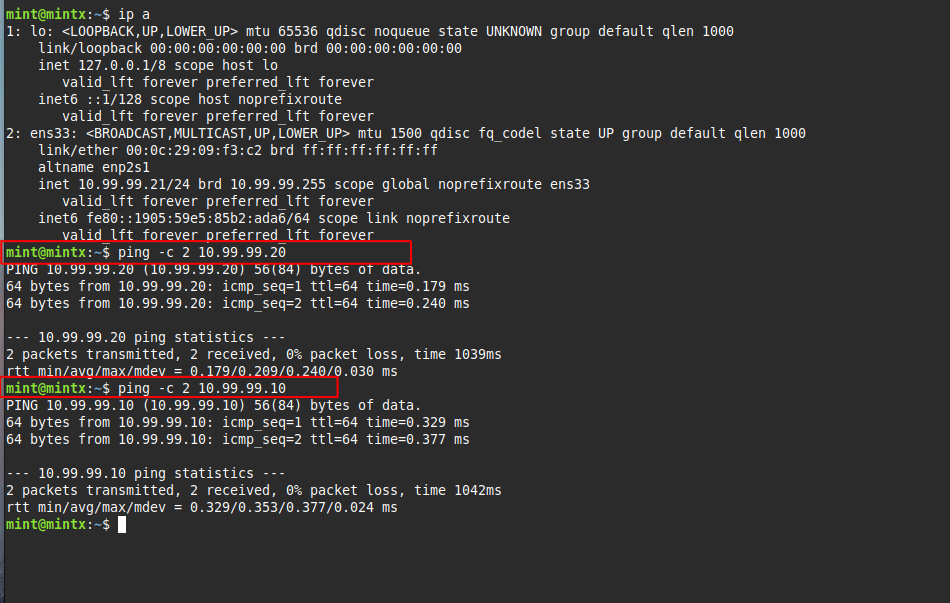 mint@mintx:~$ ip a
1: lo: <LOOPBACK,UP,LOWER_UP> mtu 65536 qdisc noqueue state UNKNOWN group default qlen 1000
    link/loopback 00:00:00:00:00:00 brd 00:00:00:00:00:00
    inet 127.0.0.1/8 scope host lo
       valid_lft forever preferred_lft forever
    inet6 ::1/128 scope host noprefixroute
       valid_lft forever preferred_lft forever
2: ens33: <BROADCAST,MULTICAST,UP,LOWER_UP> mtu 1500 qdisc fq_codel state UP group default qlen 1000
    link/ether 00:0c:29:09:f3:c2 brd ff:ff:ff:ff:ff:ff
    altname enp2s1
    inet 10.99.99.21/24 brd 10.99.99.255 scope global noprefixroute ens33
       valid_lft forever preferred_lft forever
    inet6 fe80::1905:59e5:85b2:ada6/64 scope link noprefixroute
       valid_lft forever preferred_lft forever
mint@mintx:~$ ping -c 2 10.99.99.20
PING 10.99.99.20 (10.99.99.20) 56(84) bytes of data.
64 bytes from 10.99.99.20: icmp_seq=1 ttl=64 time=0.179 ms
64 bytes from 10.99.99.20: icmp_seq=2 ttl=64 time=0.240 ms

--- 10.99.99.20 ping statistics ---
2 packets transmitted, 2 received, 0% packet loss, time 1039ms
rtt min/avg/max/mdev = 0.179/0.209/0.240/0.030 ms
mint@mintx:~$ ping -c 2 10.99.99.10
PING 10.99.99.10 (10.99.99.10) 56(84) bytes of data.
64 bytes from 10.99.99.10: icmp_seq=1 ttl=64 time=0.329 ms
64 bytes from 10.99.99.10: icmp_seq=2 ttl=64 time=0.377 ms

--- 10.99.99.10 ping statistics ---
2 packets transmitted, 2 received, 0% packet loss, time 1042ms
rtt min/avg/max/mdev = 0.329/0.353/0.377/0.024 ms
mint@mintx:~$